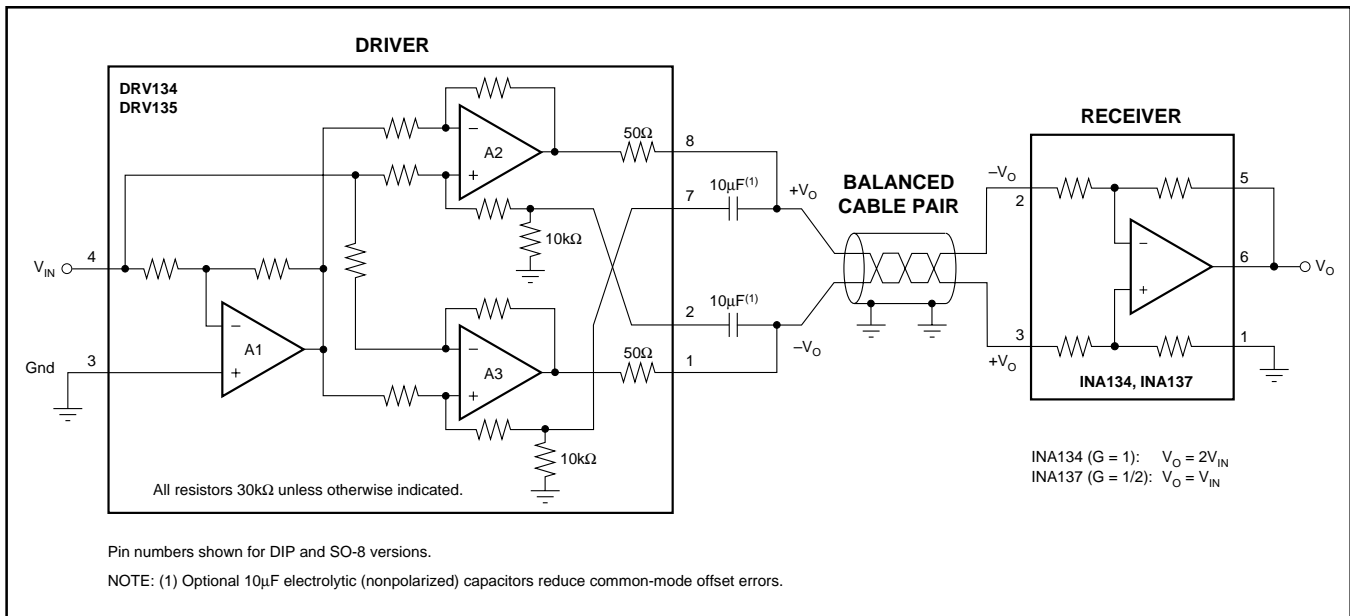 DRIVER
DRV134
DRV135
A2
50Ω
8
10µF(1)
+VO
7
10kΩ
VIN
4
A1
Gnd
3
A3
2
10µF(1)
–VO
50Ω
1
10kΩ
All resistors 30kΩ unless otherwise indicated.
BALANCED
CABLE PAIR
RECEIVER
–VO
2
5
6
VO
3
+VO
1
INA134, INA137
INA134 (G = 1): VO = 2VIN
INA137 (G = 1/2): VO = VIN
Pin numbers shown for DIP and SO-8 versions.
NOTE: (1) Optional 10µF electrolytic (nonpolarized) capacitors reduce common-mode offset errors.